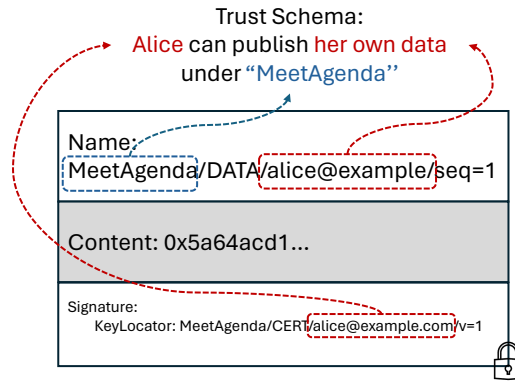 Trust Schema:
Alice can publish her own data
under “MeetAgenda’’
Name:
MeetAgenda/DATA/alice@example/seq=1
Content: 0x5a64acd1...
Signature:
KeyLocator: MeetAgenda/CERT/alice@example.com/v=1